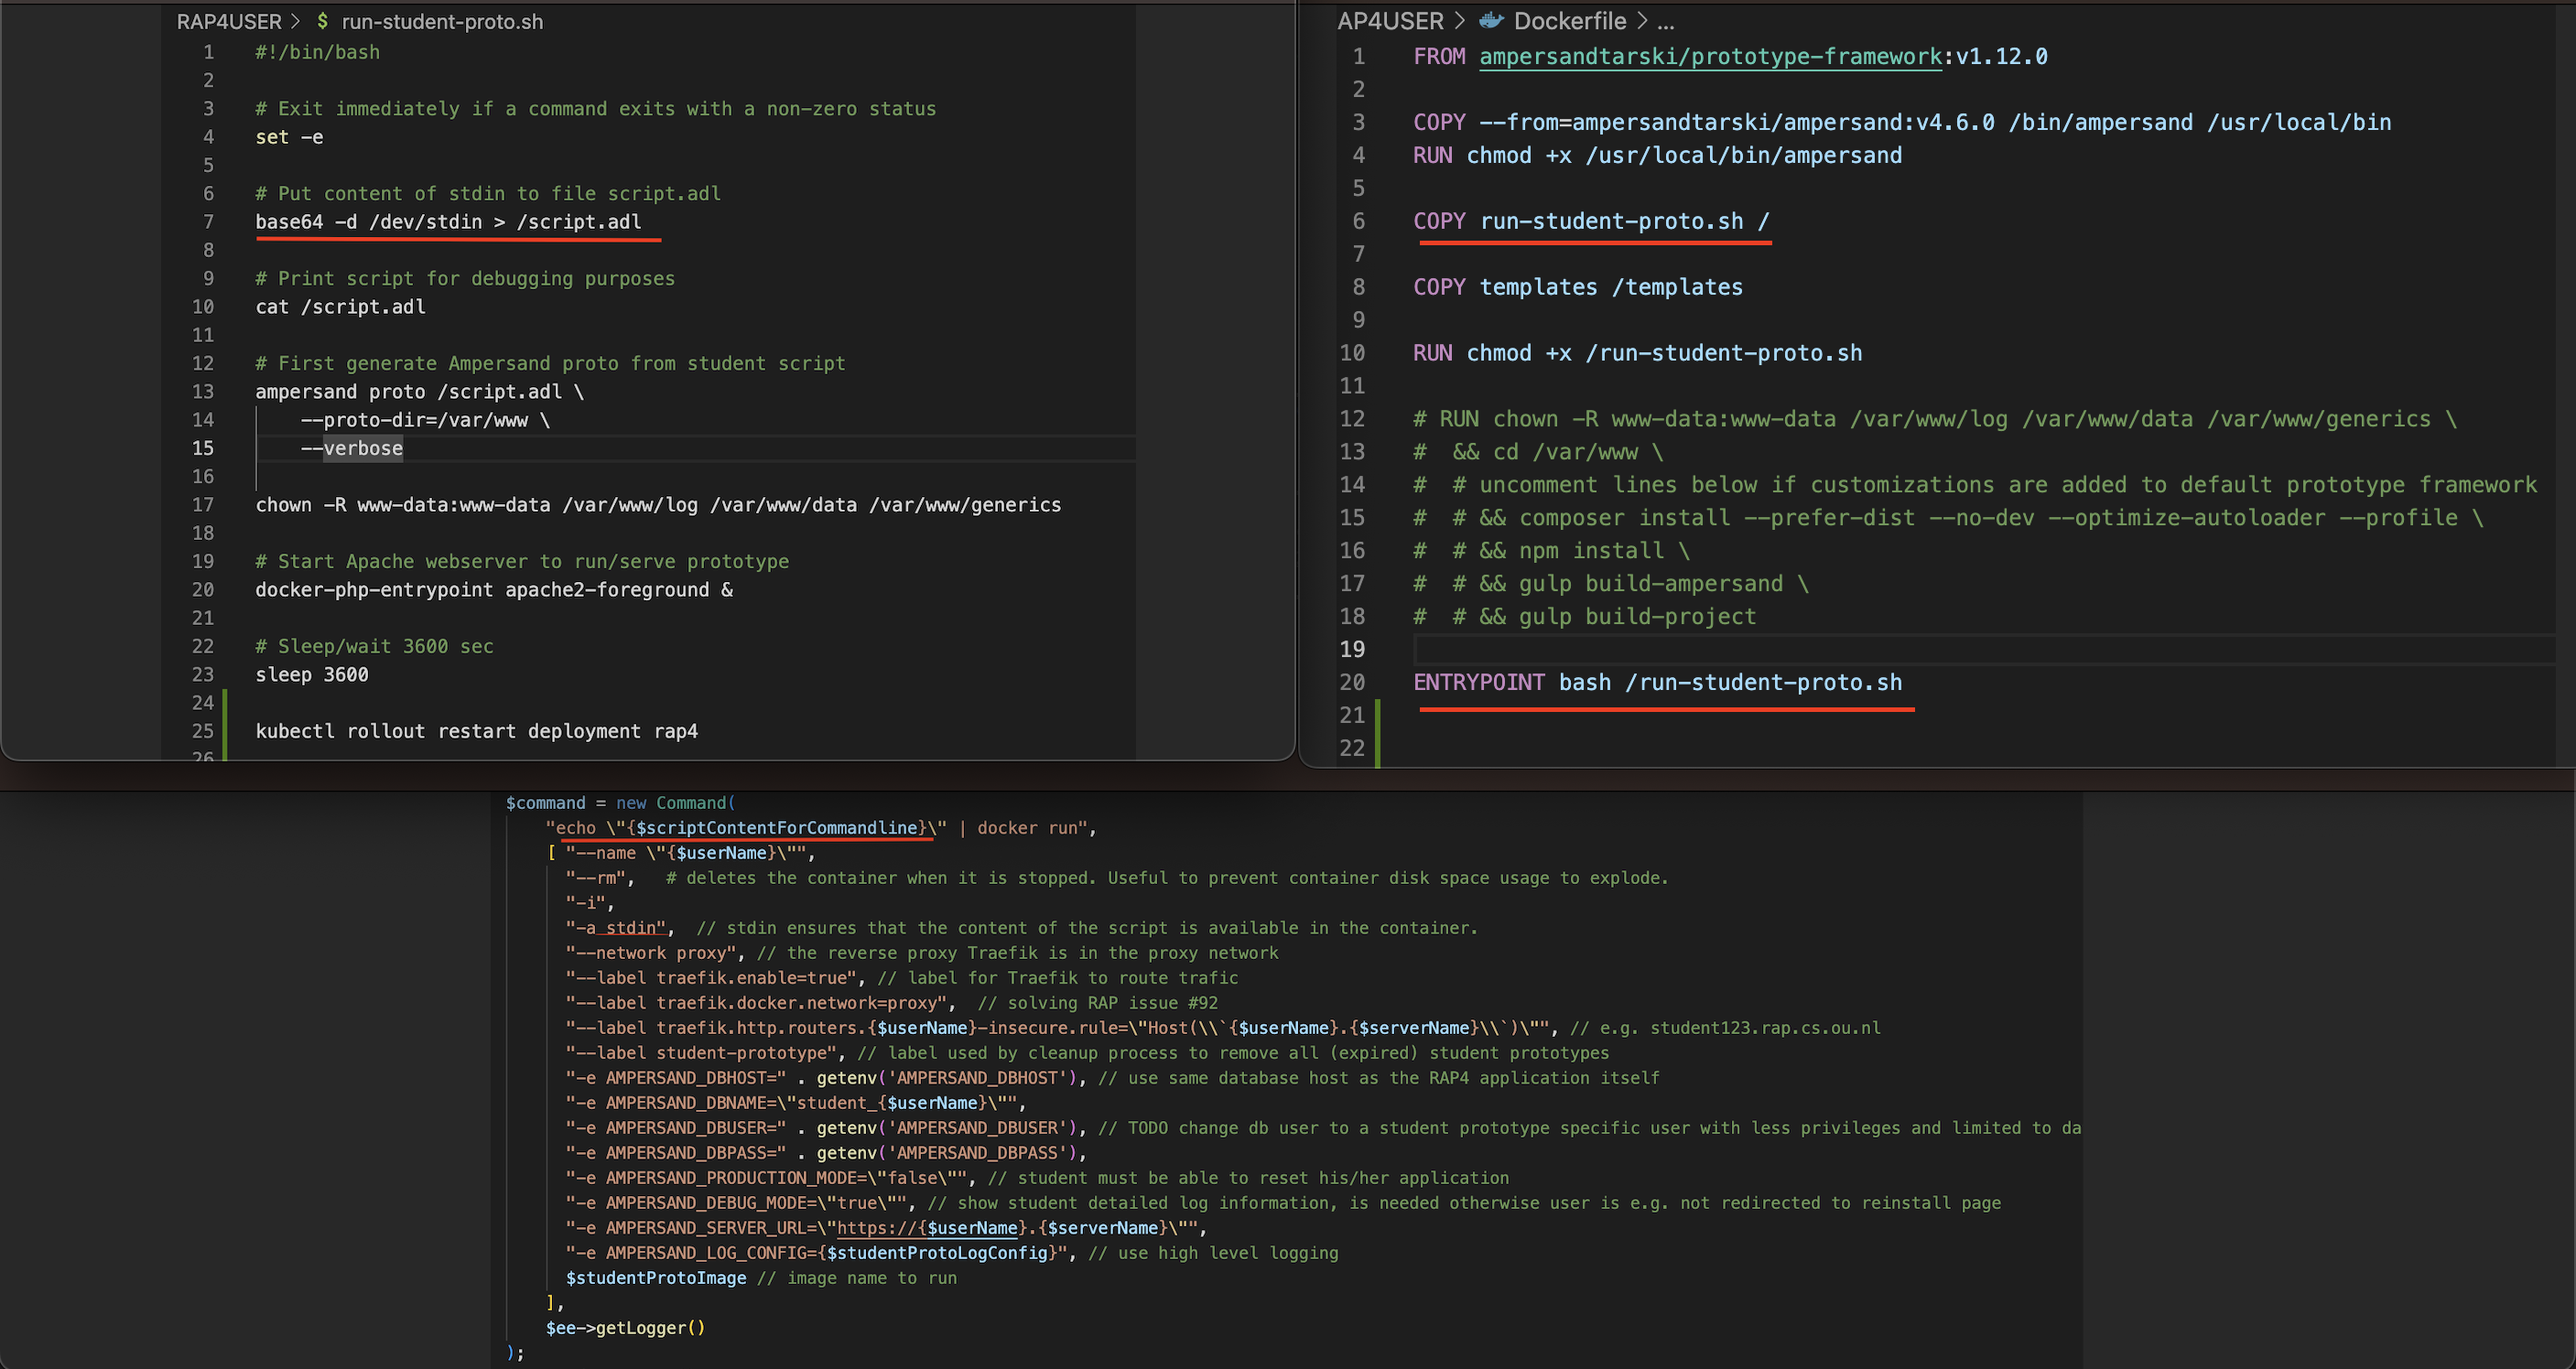 RAP4USER > $ run-student-proto.sh
1 #!/bin/bash
2
3 # Exit immediately if a command exits with a non-zero status
4 set -e
5
6 # Put content of stdin to file script.adl
7 base64 -d /dev/stdin > /script.adl
8
9 # Print script for debugging purposes
10 cat /script.adl
11
12 # First generate Ampersand proto from student script
13 ampersand proto /script.adl \
14 --proto-dir=/var/www \
15 --verbose
16
17 chown -R www-data:www-data /var/www/log /var/www/data /var/www/generics
18
19 # Start Apache webserver to run/serve prototype
20 docker-php-entrypoint apache2-foreground &
21
22 # Sleep/wait 3600 sec
23 sleep 3600
24
25 kubectl rollout restart deployment rap4
26
AP4USER > Dockerfile > ...
1 FROM ampersandtarski/prototype-framework:v1.12.0
2
3 COPY --from=ampersandtarski/ampersand:v4.6.0 /bin/ampersand /usr/local/bin
4 RUN chmod +x /usr/local/bin/ampersand
5
6 COPY run-student-proto.sh /
7
8 COPY templates /templates
9
10 RUN chmod +x /run-student-proto.sh
11
12 # RUN chown -R www-data:www-data /var/www/log /var/www/data /var/www/generics \
13 #  && cd /var/www \
14 #  # uncomment lines below if customizations are added to default prototype framework
15 #  # && composer install --prefer-dist --no-dev --optimize-autoloader --profile \
16 #  # && npm install \
17 #  # && gulp build-ampersand \
18 #  # && gulp build-project
19
20 ENTRYPOINT bash /run-student-proto.sh
21
22
$command = new Command(
"echo \"{$scriptContentForCommandline}\" | docker run",
[ "--name \"{$userName}\"",
"--rm",   # deletes the container when it is stopped. Useful to prevent container disk space usage to explode.
"-i",
"-a stdin",  // stdin ensures that the content of the script is available in the container.
"--network proxy", // the reverse proxy Traefik is in the proxy network
"--label traefik.enable=true", // label for Traefik to route trafic
"--label traefik.docker.network=proxy",  // solving RAP issue #92
"--label traefik.http.routers.{$userName}-insecure.rule=\"Host(\\`{$userName}.{$serverName}\\`)\"", // e.g. student123.rap.cs.ou.nl
"--label student-prototype", // label used by cleanup process to remove all (expired) student prototypes
"-e AMPERSAND_DBHOST=" . getenv('AMPERSAND_DBHOST'), // use same database host as the RAP4 application itself
"-e AMPERSAND_DBNAME=\"student_{$userName}\"",
"-e AMPERSAND_DBUSER=" . getenv('AMPERSAND_DBUSER'), // TODO change db user to a student prototype specific user with less privileges and limited to da
"-e AMPERSAND_DBPASS=" . getenv('AMPERSAND_DBPASS'),
"-e AMPERSAND_PRODUCTION_MODE=\"false\"", // student must be able to reset his/her application
"-e AMPERSAND_DEBUG_MODE=\"true\"", // show student detailed log information, is needed otherwise user is e.g. not redirected to reinstall page
"-e AMPERSAND_SERVER_URL=\"https://{$userName}.{$serverName}\"",
"-e AMPERSAND_LOG_CONFIG={$studentProtoLogConfig}", // use high level logging
$studentProtoImage // image name to run
],
$ee->getLogger()
);